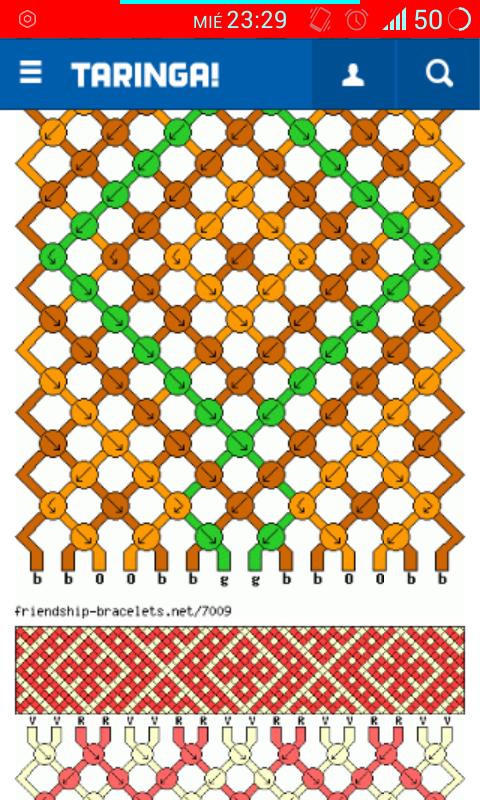 MIÉ 23:29 50
TARINGA!
b b o o b b g g b b o o b b
friendship-bracelets.net/7009
V V R R V V R R V V R R V V R R V V